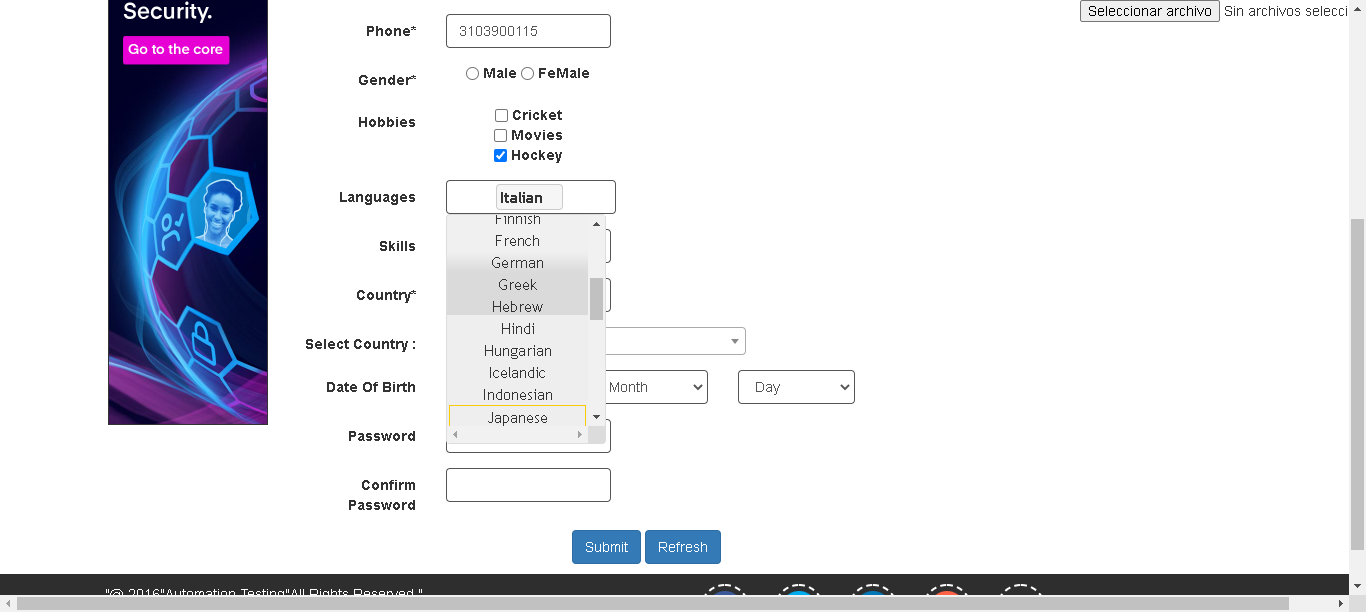 Security.
Go to the core
Seleccionar archivo Sin archivos selecci
Phone*
3103900115
Gender*
Male FeMale
Hobbies
Cricket
Movies
Hockey
Languages
Italian
Finnish
French
German
Greek
Hebrew
Hindi
Hungarian
Icelandic
Indonesian
Japanese
Skills
Country*
Select Country :
Date Of Birth
Month
Day
Password
Confirm
Password
Submit Refresh
"@ 2016"Automation Testing"All Rights Reserved."